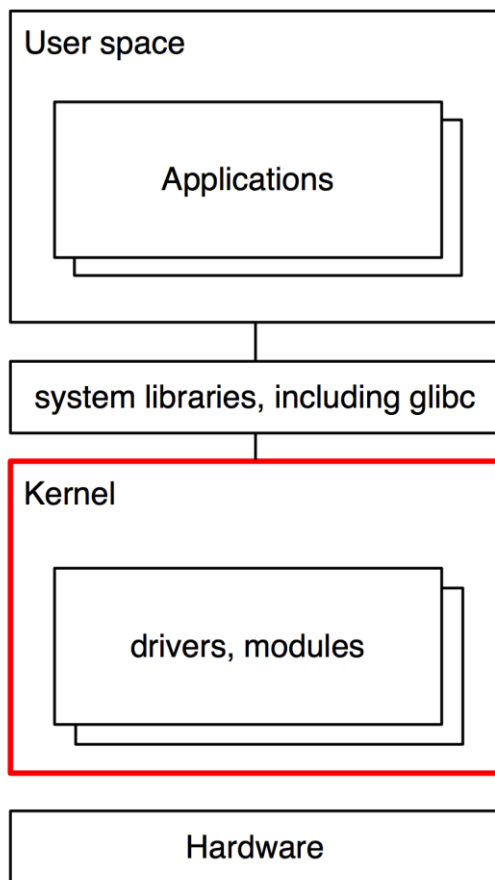 User space
Applications
system libraries, including glibc
Kernel
drivers, modules
Hardware